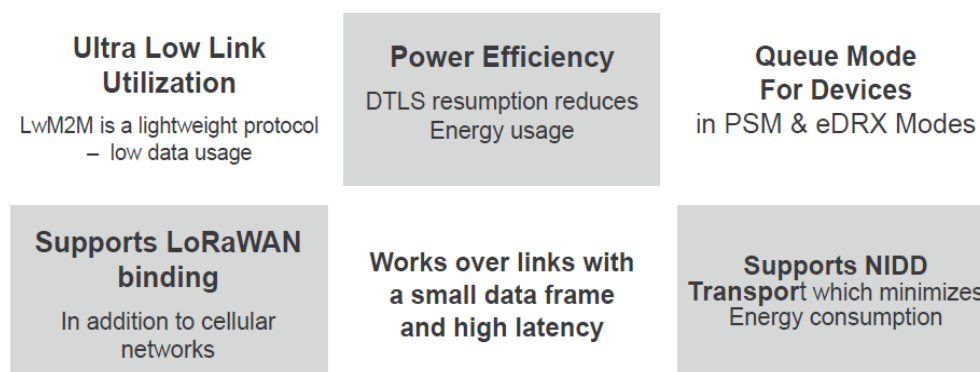 Ultra Low Link
Utilization
LwM2M is a lightweight protocol
– low data usage
Power Efficiency
DTLS resumption reduces
Energy usage
Queue Mode
For Devices
in PSM & eDRX Modes
Supports LoRaWAN
binding
In addition to cellular
networks
Works over links with
a small data frame
and high latency
Supports NIDD
Transport which minimizes
Energy consumption